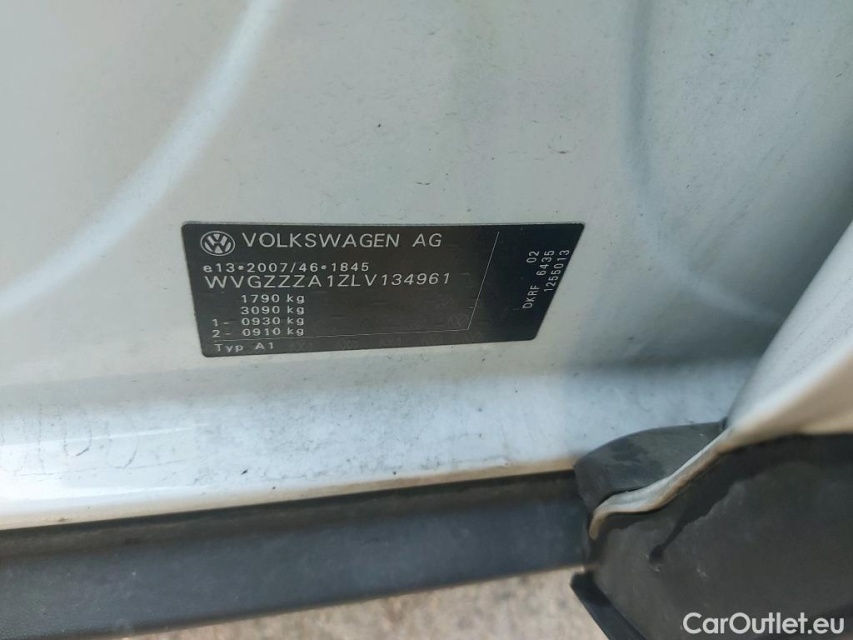 VOLKSWAGEN AG
e13*2007/46*1845
WVGZZZA1ZLV134961
1790 kg
3090 kg
1- 0930 kg
2- 0910 kg
Typ A1
02
DKRF 6435
1255013
CarOutlet.eu